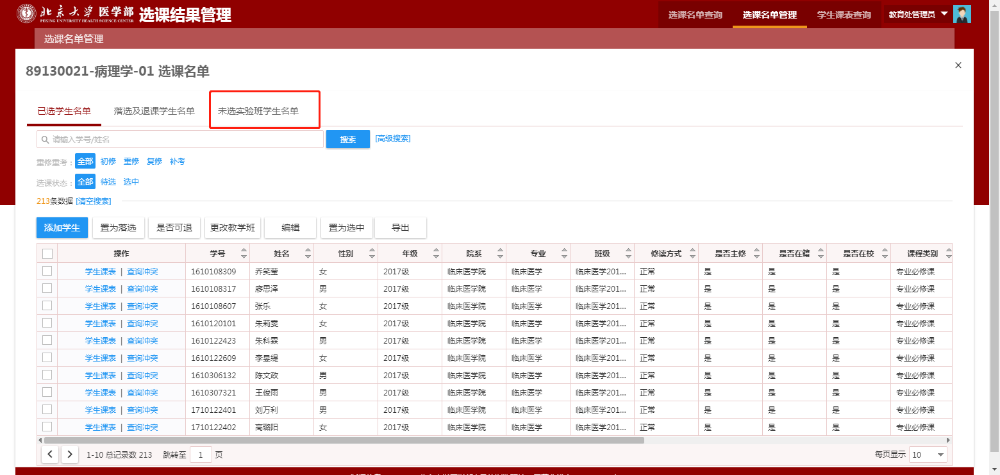 北京大学 医学部 选课结果管理
PEKING UNIVERSITY HEALTH SCIENCE CENTER
选课名单查询 选课名单管理 学生课表查询 教育处管理员
选课名单管理
89130021-病理学-01 选课名单 ×
已选学生名单 落选及退课学生名单 未选实验班学生名单
请输入学号/姓名 搜索 [高级搜索]
重修重考： 全部 初修 重修 复修 补考
选课状态： 全部 待选 选中
213条数据 [清空搜索]
添加学生 置为落选 是否可退 更改教学班 编辑 置为选中 导出
操作 学号 姓名 性别 年级 院系 专业 班级 修读方式 是否主修 是否在籍 是否在校 课程类别
学生课表 | 查询冲突 1610108309 乔笑莹 女 2017级 临床医学院 临床医学 临床医学201... 正常 是 是 是 专业必修课
学生课表 | 查询冲突 1610108317 廖思泽 男 2017级 临床医学院 临床医学 临床医学201... 正常 是 是 是 专业必修课
学生课表 | 查询冲突 1610108607 张乐 女 2017级 临床医学院 临床医学 临床医学201... 正常 是 是 是 专业必修课
学生课表 | 查询冲突 1610120101 朱莉雯 女 2017级 临床医学院 临床医学 临床医学201... 正常 是 是 是 专业必修课
学生课表 | 查询冲突 1610122423 朱科霖 男 2017级 临床医学院 临床医学 临床医学201... 正常 是 是 是 专业必修课
学生课表 | 查询冲突 1610122609 李旻缇 女 2017级 临床医学院 临床医学 临床医学201... 正常 是 是 是 专业必修课
学生课表 | 查询冲突 1610306132 陈文政 男 2017级 临床医学院 临床医学 临床医学201... 正常 是 是 是 专业必修课
学生课表 | 查询冲突 1610307321 王俊雨 男 2017级 临床医学院 临床医学 临床医学201... 正常 是 是 是 专业必修课
学生课表 | 查询冲突 1710122401 刘万利 男 2017级 临床医学院 临床医学 临床医学201... 正常 是 是 是 专业必修课
学生课表 | 查询冲突 1710122402 高璐阳 女 2017级 临床医学院 临床医学 临床医学201... 正常 是 是 是 专业必修课
1-10 总记录数 213 跳转至 1 页 每页显示 10